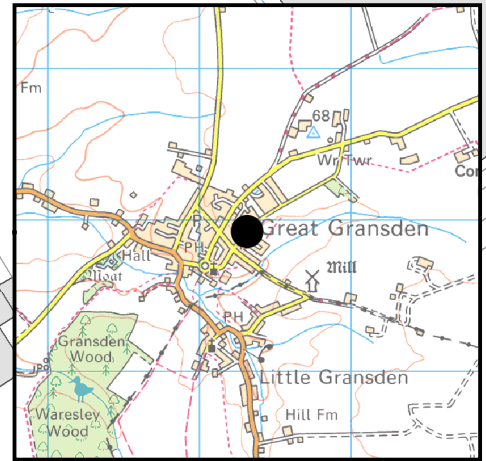 Fm
68
Wr Twr
Cor
P
Great Gransden
PH
Hall
Mill
Moat
PH
Gransden
Wood
Little Gransden
Waresley
Wood
Hill Fm